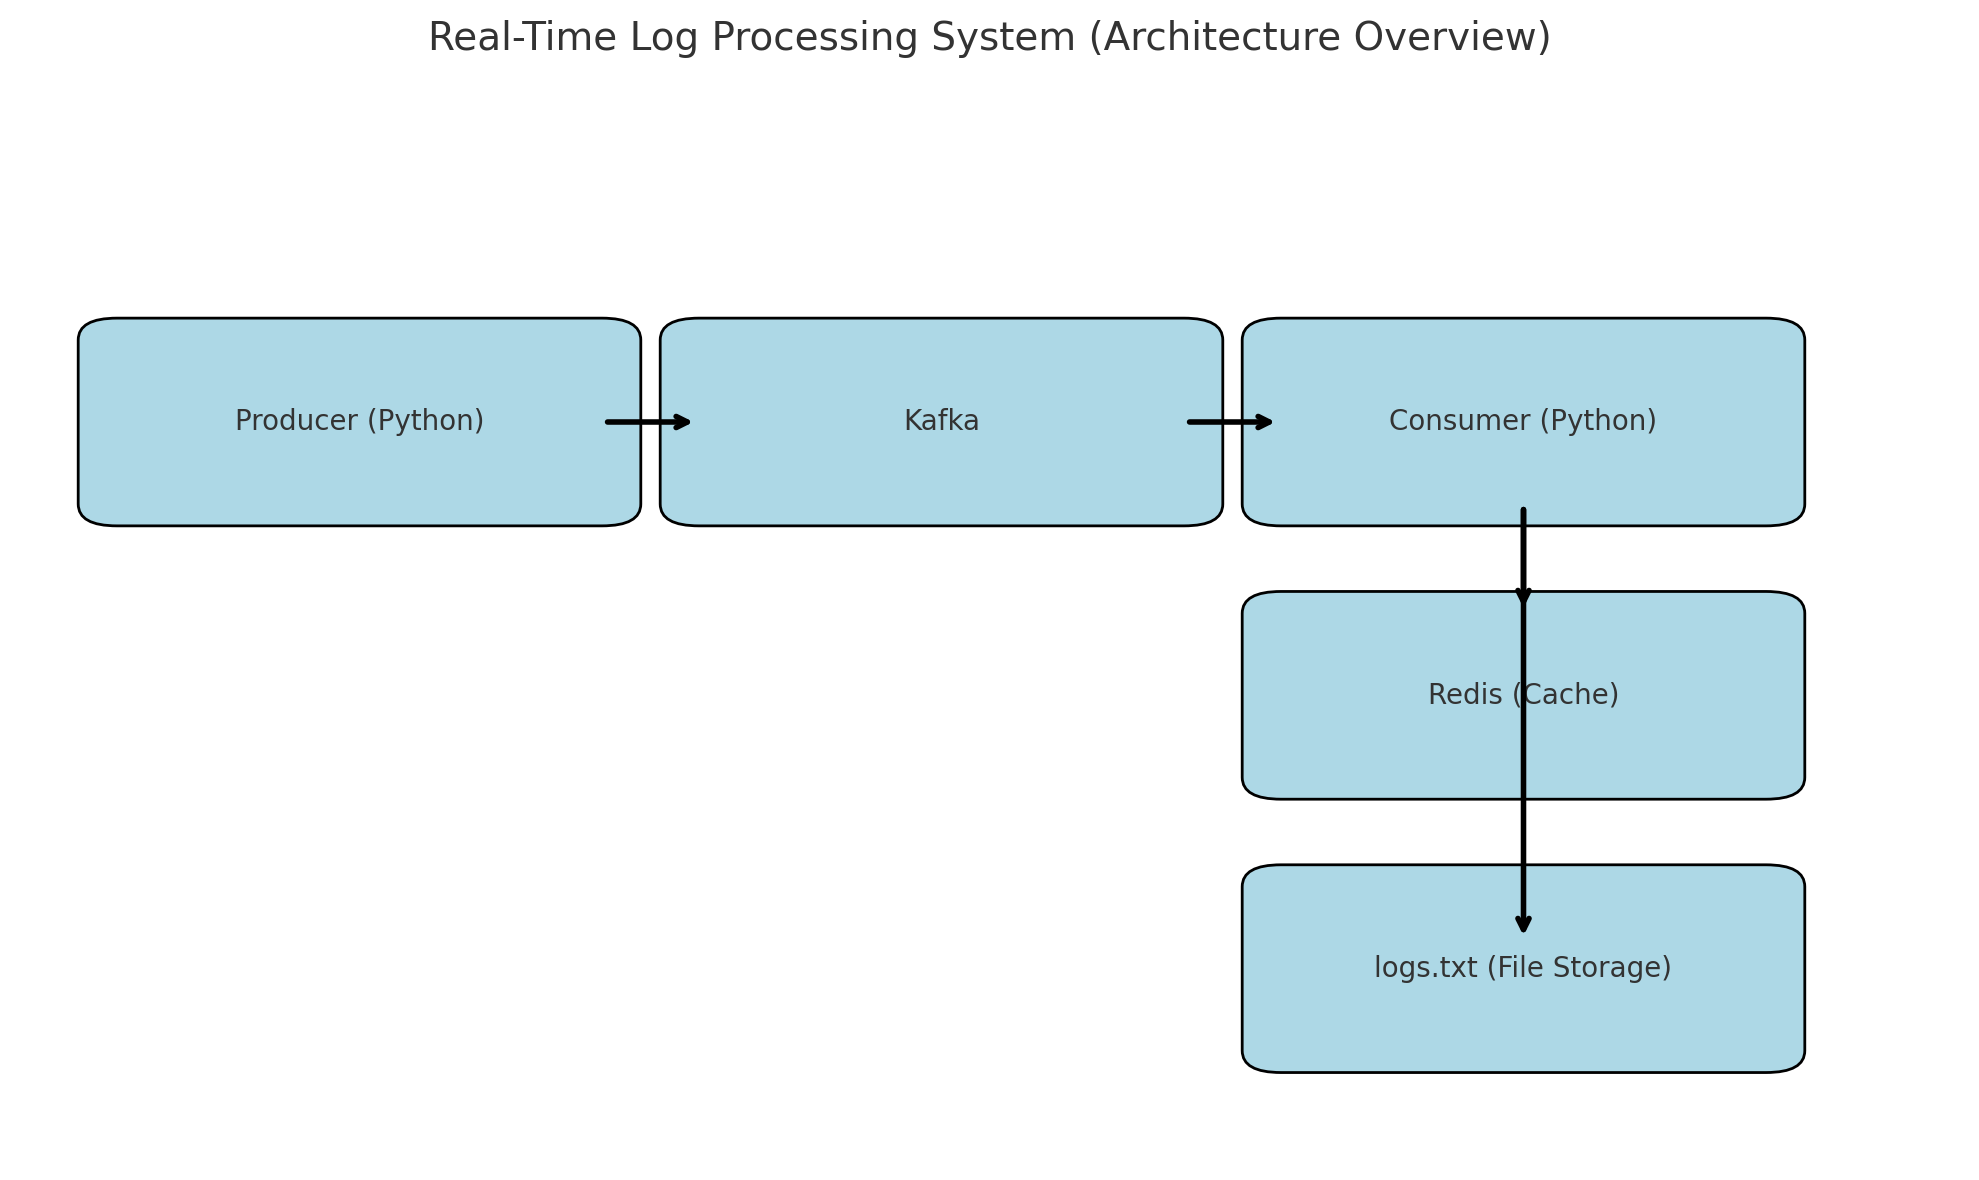 Real-Time Log Processing System (Architecture Overview)
Producer (Python)
Kafka
Consumer (Python)
Redis (Cache)
logs.txt (File Storage)